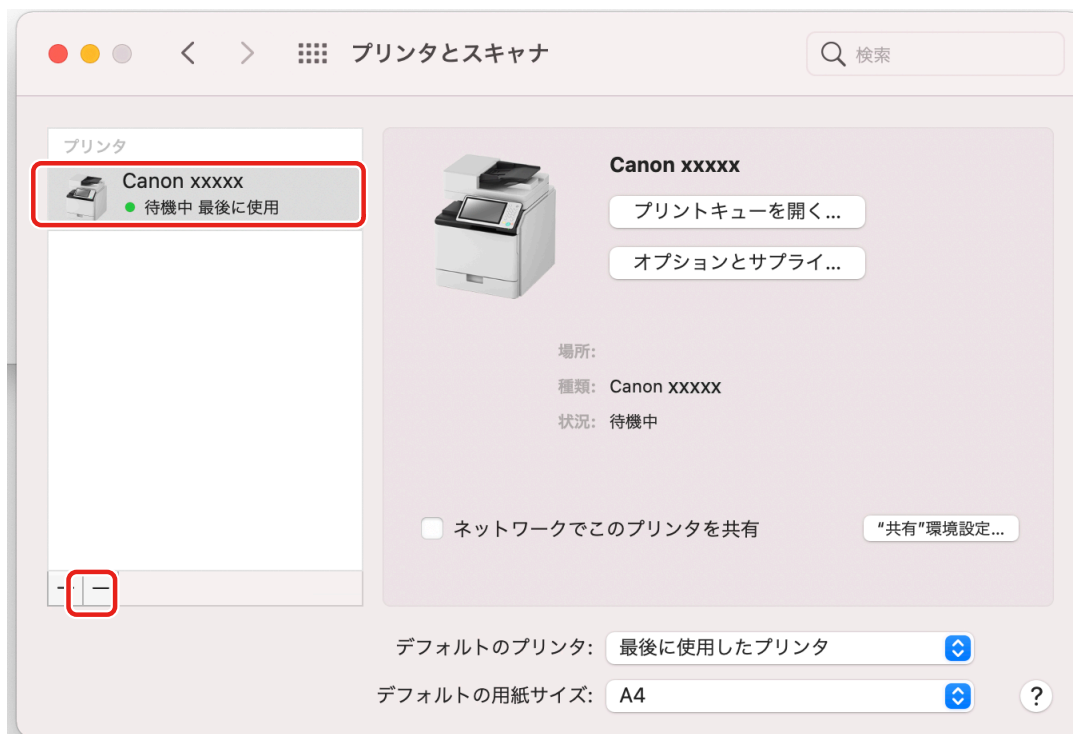 プリンタとスキャナ
検索
プリンタ
Canon xxxxx
待機中 最後に使用
Canon xxxxx
プリントキューを開く...
オプションとサプライ...
場所:
種類: Canon xxxxx
状況: 待機中
ネットワークでこのプリンタを共有
“共有”環境設定...
デフォルトのプリンタ: 最後に使用したプリンタ
デフォルトの用紙サイズ: A4
?